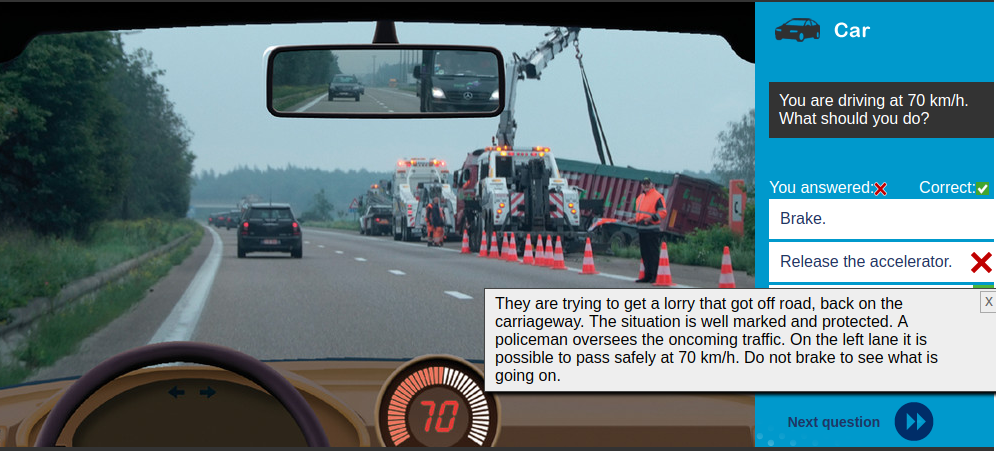 Car
You are driving at 70 km/h.
What should you do?
You answered:
Correct:
Brake.
Release the accelerator.
They are trying to get a lorry that got off road, back on the
carriageway. The situation is well marked and protected. A
policeman oversees the oncoming traffic. On the left lane it is
possible to pass safely at 70 km/h. Do not brake to see what is
going on.
X
70
Next question